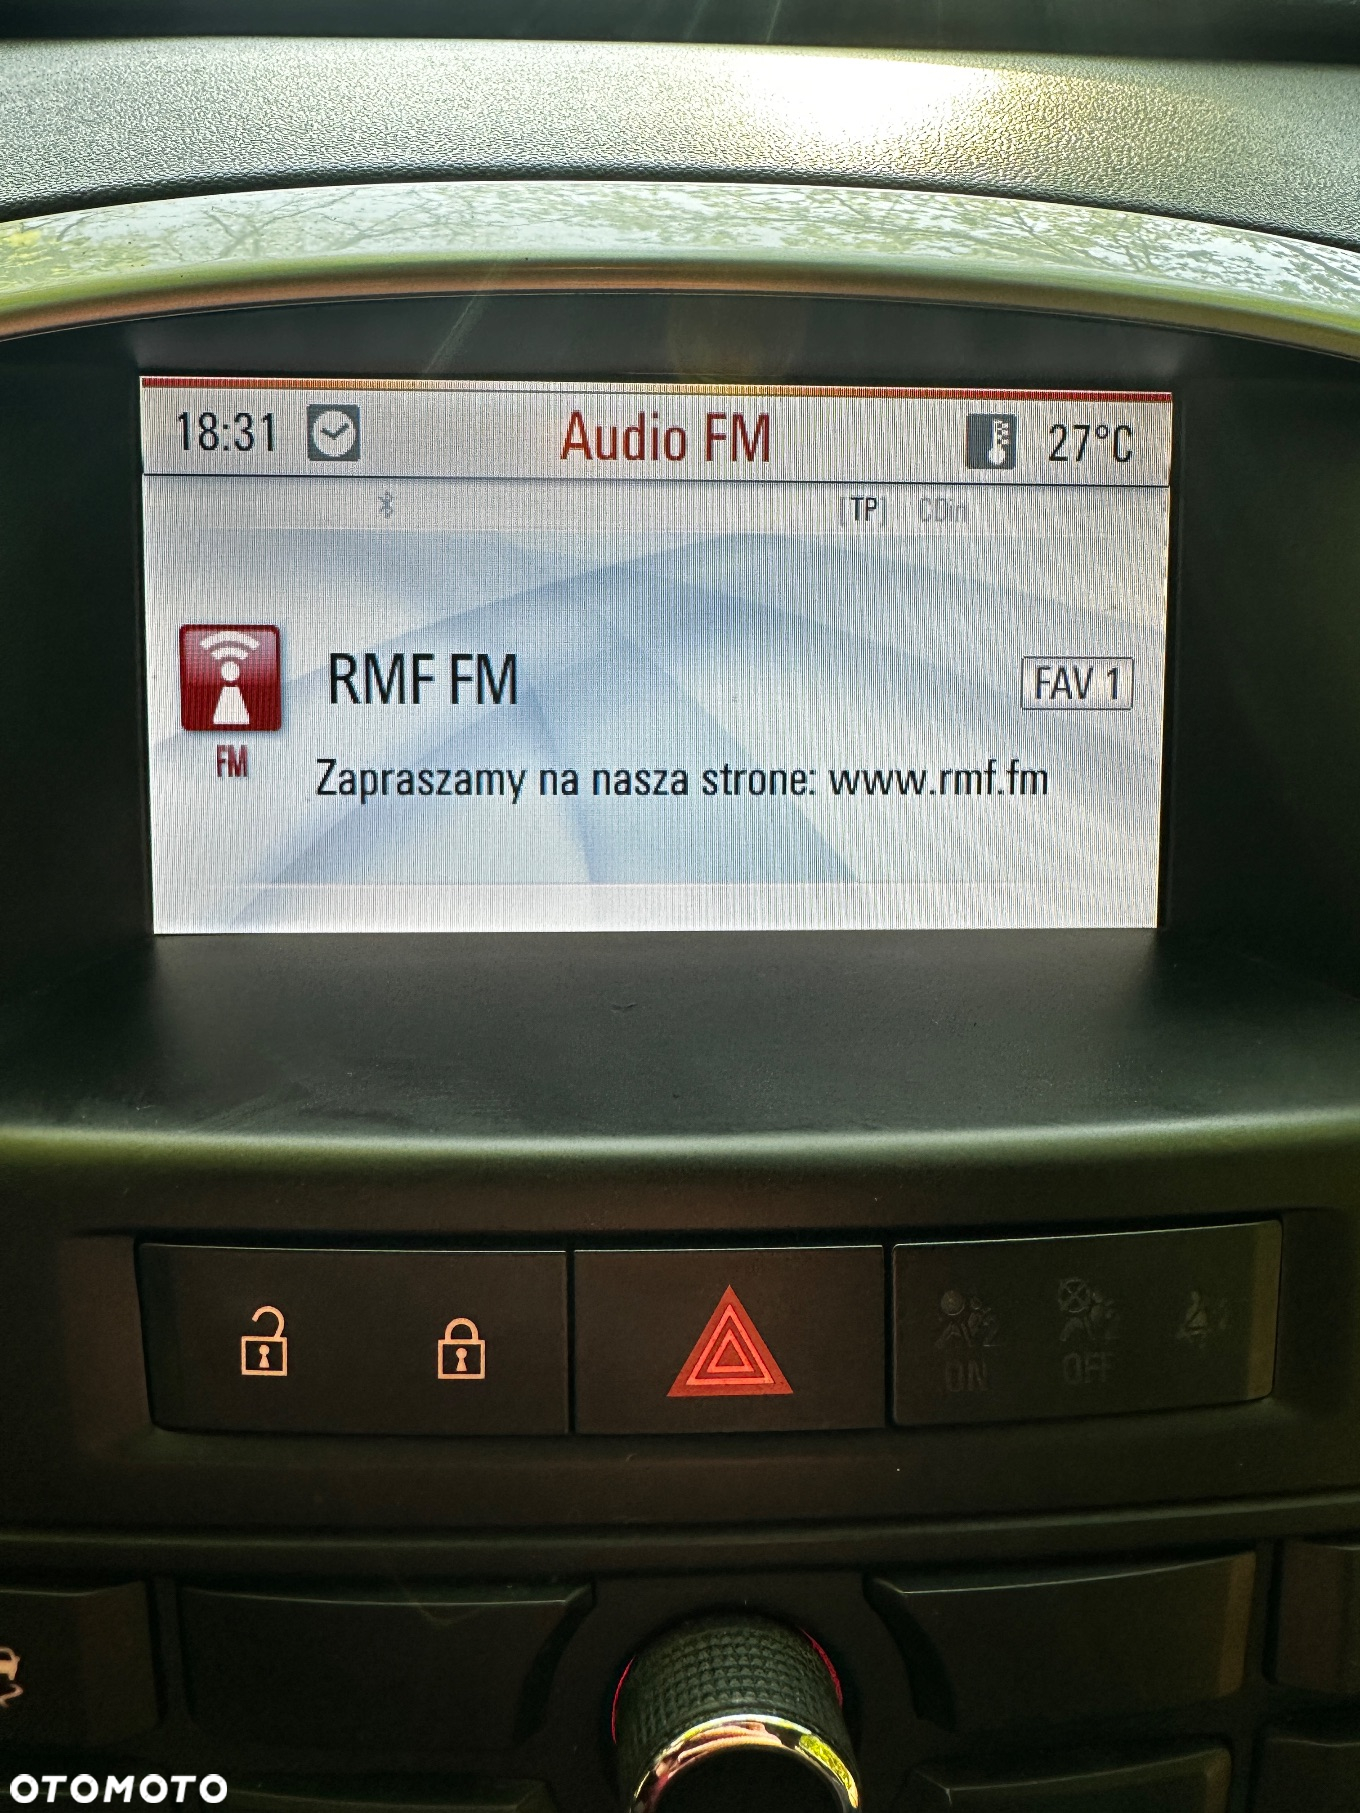 18:31 Audio FM 27°C
[TP] CDin
RMF FM FAV 1
FM
Zapraszamy na nasza strone: www.rmf.fm
ON OFF
OTOMOTO